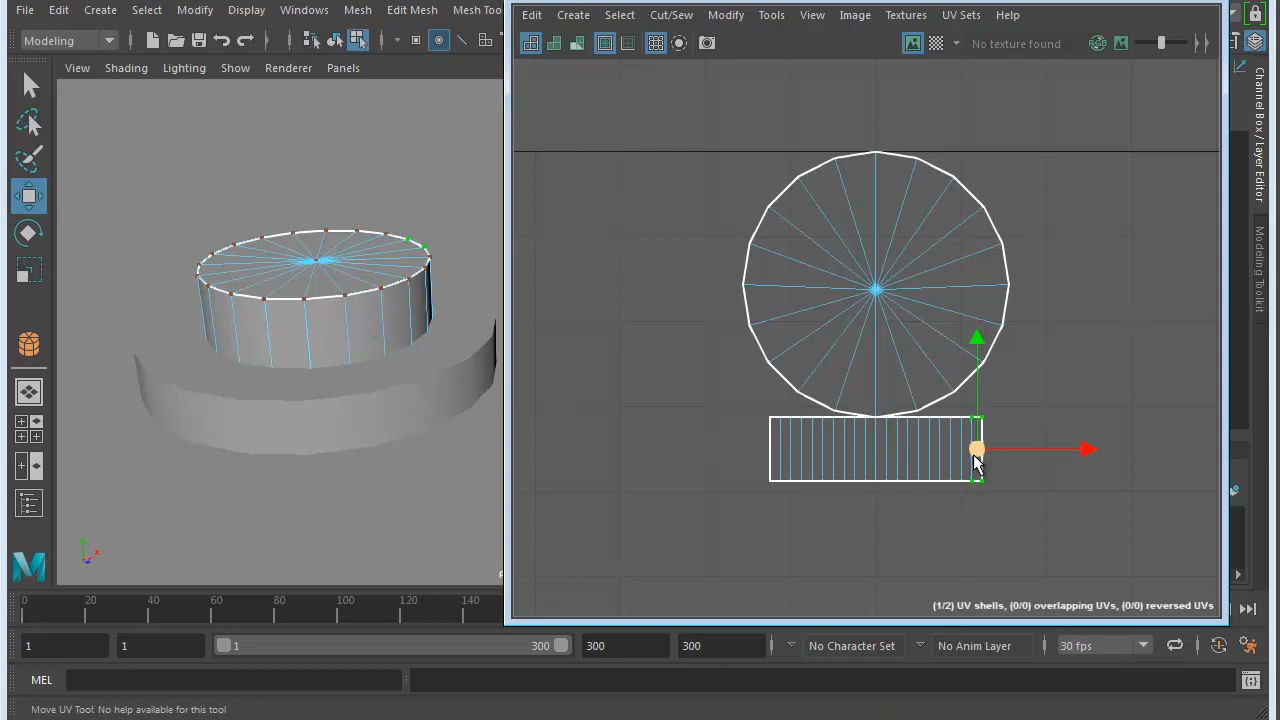 File Edit Create Select Modify Display Windows Mesh Edit Mesh Mesh Too
Modeling
View Shading Lighting Show Renderer Panels
Edit Create Select Cut/Sew Modify Tools View Image Textures UV Sets Help
No texture found
RGB
Channel Box / Layer Editor
Modeling Toolkit
(1/2) UV shells, (0/0) overlapping UVs, (0/0) reversed UVs
y
x
z
0 20 40 60 80 100 120 140
1 1 1 300 300 300 No Character Set No Anim Layer 30 fps
MEL
Move UV Tool: No help available for this tool